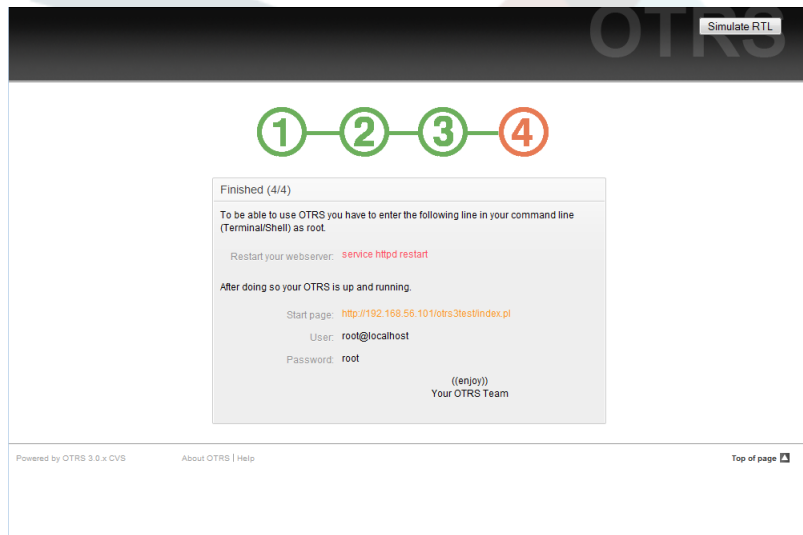 OTRS
Simulate RTL
1 2 3 4
Finished (4/4)
To be able to use OTRS you have to enter the following line in your command line
(Terminal/Shell) as root.
Restart your webserver: service httpd restart
After doing so your OTRS is up and running.
Start page: http://192.168.56.101/otrs3test/index.pl
User: root@localhost
Password: root
((enjoy))
Your OTRS Team
Powered by OTRS 3.0.x CVS About OTRS | Help Top of page